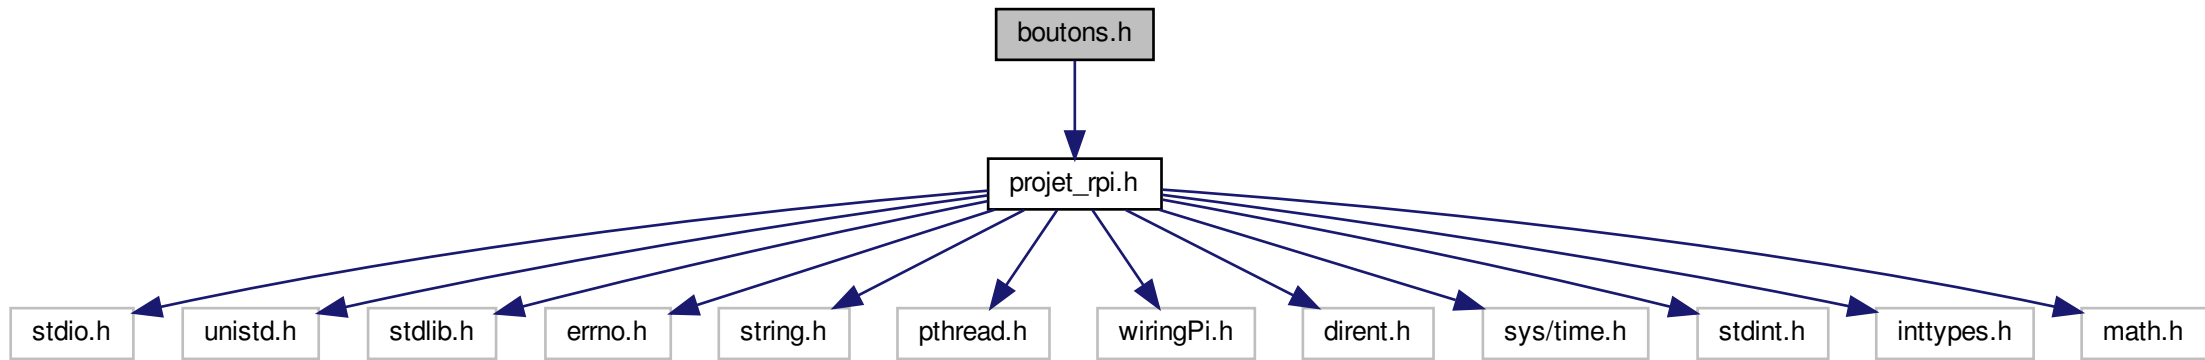 boutons.h
projet_rpi.h
stdio.h
unistd.h
stdlib.h
errno.h
string.h
pthread.h
wiringPi.h
dirent.h
sys/time.h
stdint.h
inttypes.h
math.h